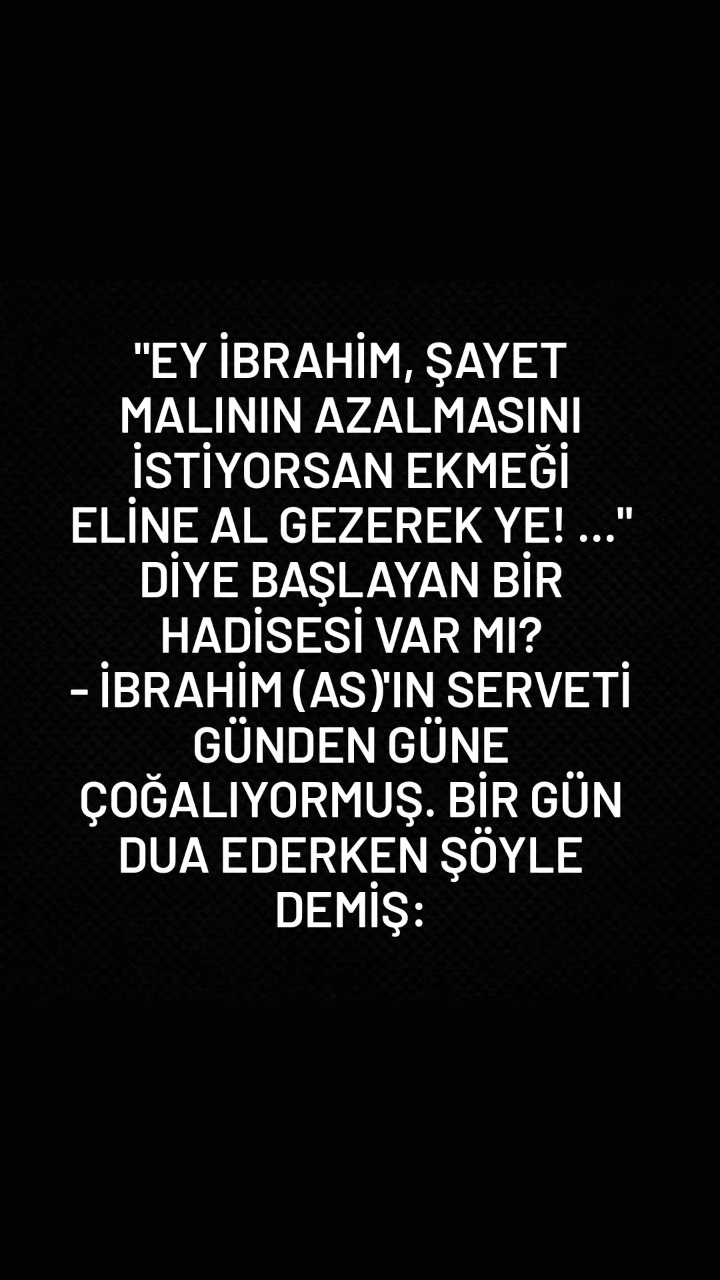 "EY İBRAHİM, ŞAYET
MALININ AZALMASINI
İSTİYORSAN EKMEĞİ
ELİNE AL GEZEREK YE! ..."
DİYE BAŞLAYAN BİR
HADİSESİ VAR MI?
- İBRAHİM (AS)'IN SERVETİ
GÜNDEN GÜNE
ÇOĞALIYORMUŞ. BİR GÜN
DUA EDERKEN ŞÖYLE
DEMİŞ: